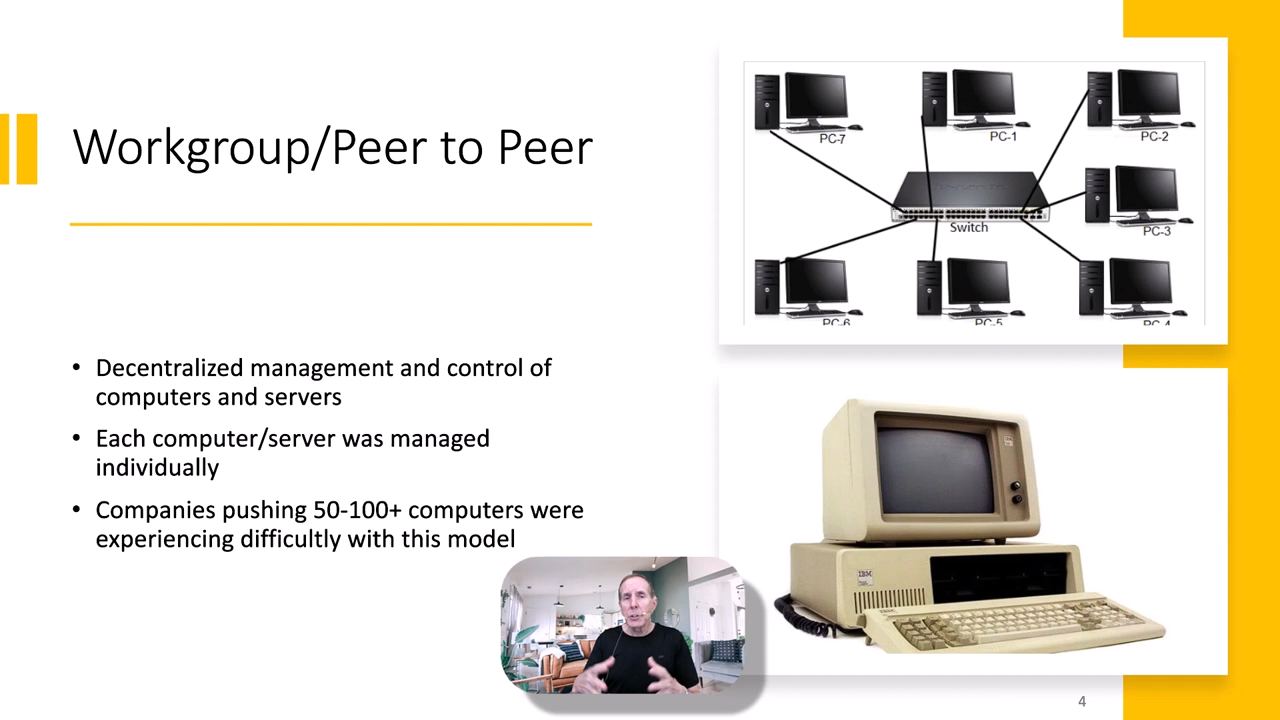 Workgroup/Peer to Peer
• Decentralized management and control of
computers and servers
• Each computer/server was managed
individually
• Companies pushing 50-100+ computers were
experiencing difficultly with this model
PC-7
PC-1
PC-2
Switch
PC-3
PC-6
PC-5
PC-4
IBM
4